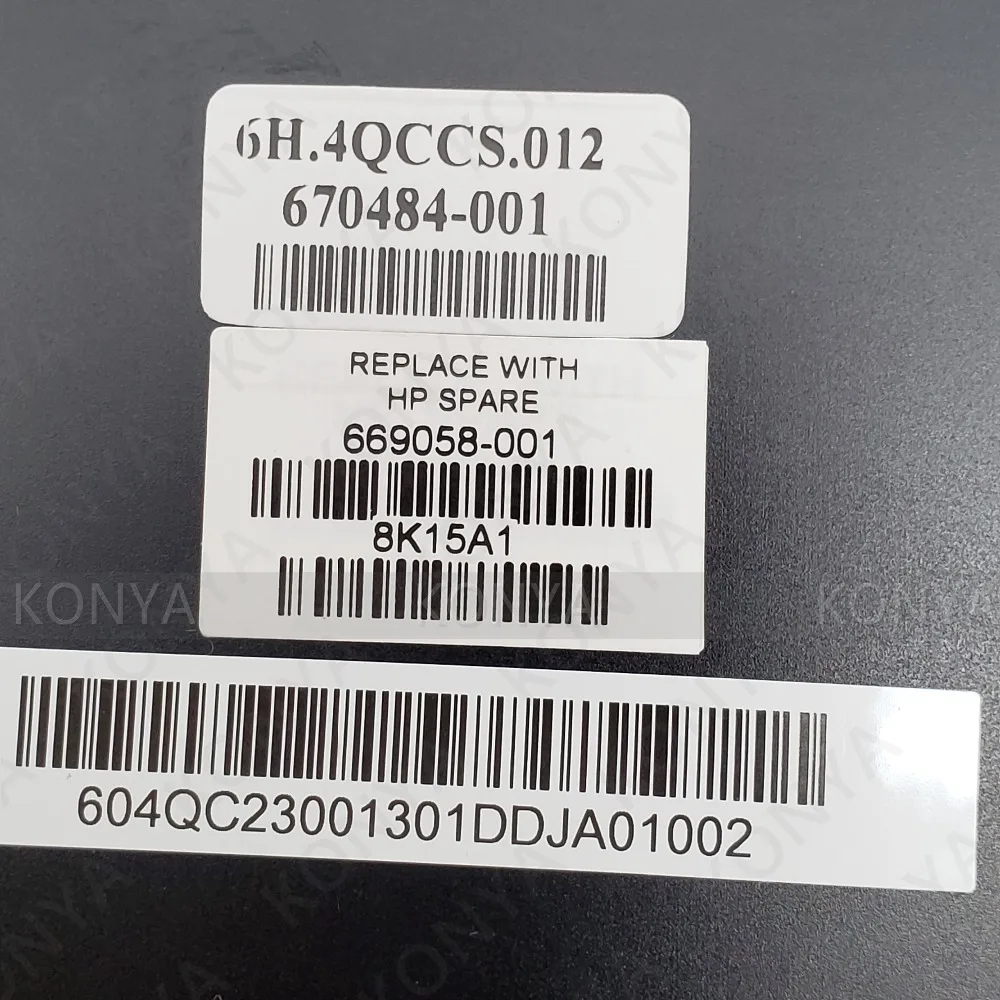 6H.4QCCS.012
670484-001
REPLACE WITH
HP SPARE
669058-001
8K15A1
KONYA KONYA KONYA
604QC23001301DDJA01002